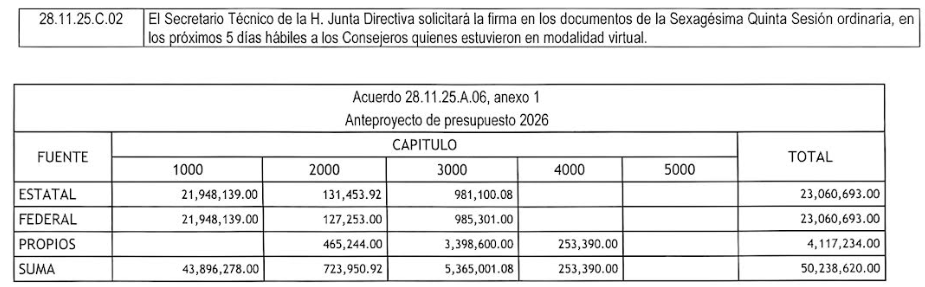 28.11.25.C.02 El Secretario Técnico de la H. Junta Directiva solicitará la firma en los documentos de la Sexagésima Quinta Sesión ordinaria, en
los próximos 5 días hábiles a los Consejeros quienes estuvieron en modalidad virtual.
Acuerdo 28.11.25.A.06, anexo 1
Anteproyecto de presupuesto 2026
FUENTE CAPITULO TOTAL
1000 2000 3000 4000 5000
ESTATAL 21,948,139.00 131,453.92 981,100.08 23,060,693.00
FEDERAL 21,948,139.00 127,253.00 985,301.00 23,060,693.00
PROPIOS 465,244.00 3,398,600.00 253,390.00 4,117,234.00
SUMA 43,896,278.00 723,950.92 5,365,001.08 253,390.00 50,238,620.00